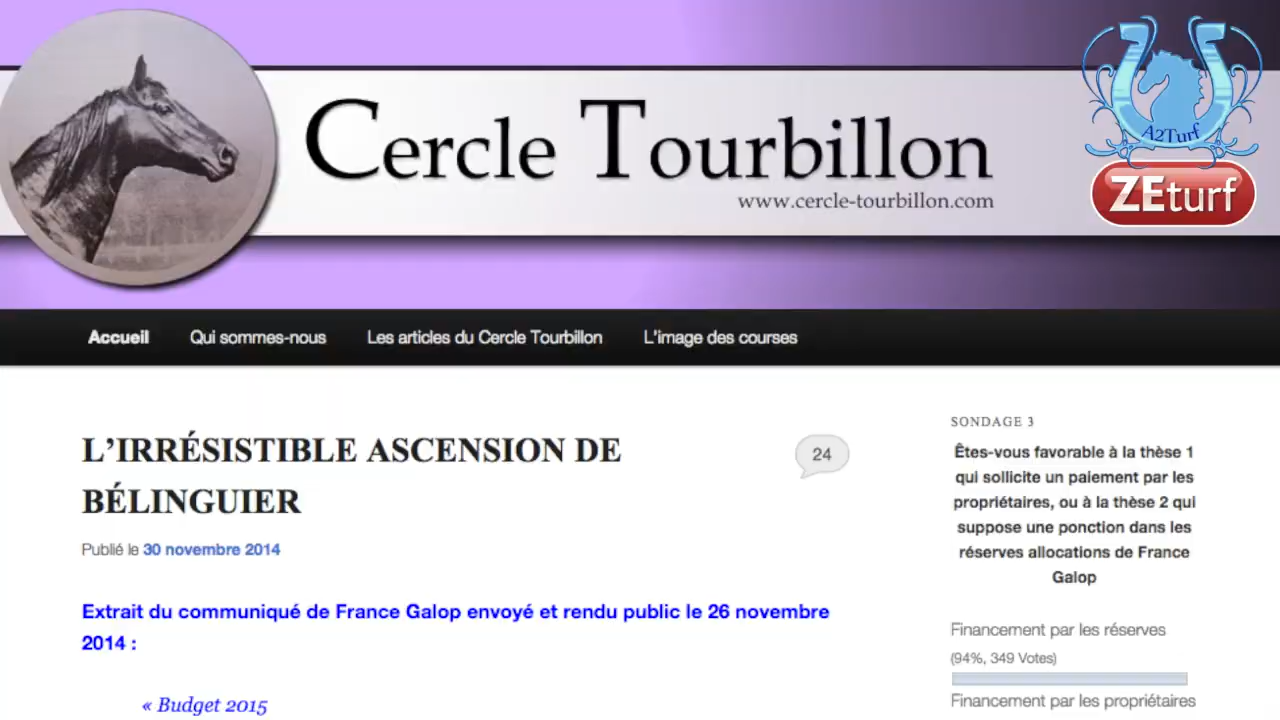 Cercle Tourbillon
www.cercle-tourbillon.com
A2Turf
ZEturf
Accueil
Qui sommes-nous
Les articles du Cercle Tourbillon
L'image des courses
L’IRRÉSISTIBLE ASCENSION DE
BÉLINGUIER
24
Publié le 30 novembre 2014
Extrait du communiqué de France Galop envoyé et rendu public le 26 novembre
2014 :
« Budget 2015
SONDAGE 3
Êtes-vous favorable à la thèse 1
qui sollicite un paiement par les
propriétaires, ou à la thèse 2 qui
suppose une ponction dans les
réserves allocations de France
Galop
Financement par les réserves
(94%, 349 Votes)
Financement par les propriétaires